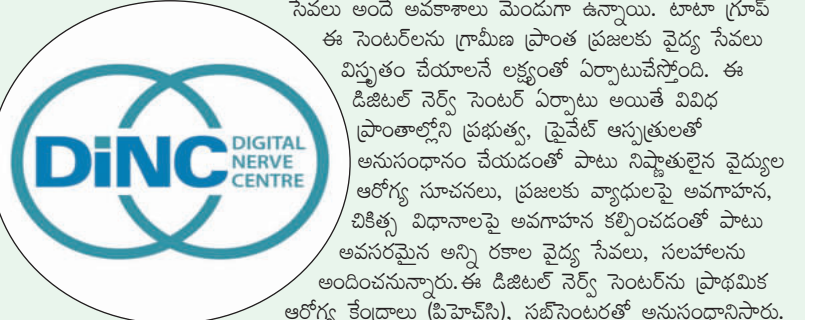 సేవలు అందే అవకాశాలు మెండుగా ఉన్నాయి. టాటా గ్రూప్
ఈ సెంటర్‌లను గ్రామీణ ప్రాంత ప్రజలకు వైద్య సేవలు
విస్తృతం చేయాలనే లక్ష్యంతో ఏర్పాటుచేస్తోంది. ఈ
డిజిటల్ నెర్వ్ సెంటర్ ఏర్పాటు అయితే వివిధ
ప్రాంతాల్లోని ప్రభుత్వ, ప్రైవేట్ ఆస్పత్రులతో
అనుసంధానం చేయడంతో పాటు నిష్ణాతులైన వైద్యుల
ఆరోగ్య సూచనలు, ప్రజలకు వ్యాధులపై అవగాహన,
చికిత్స విధానాలపై అవగాహన కల్పించడంతో పాటు
అవసరమైన అన్ని రకాల వైద్య సేవలు, సలహాలను
అందించనున్నారు.ఈ డిజిటల్ నెర్వ్ సెంటర్‌ను ప్రాథమిక
ఆరోగ్య కేంద్రాలు (పిహెచ్‌సి), సబ్‌సెంటర్లతో అనుసంధానిస్తారు.
DiNC
DIGITAL
NERVE
CENTRE